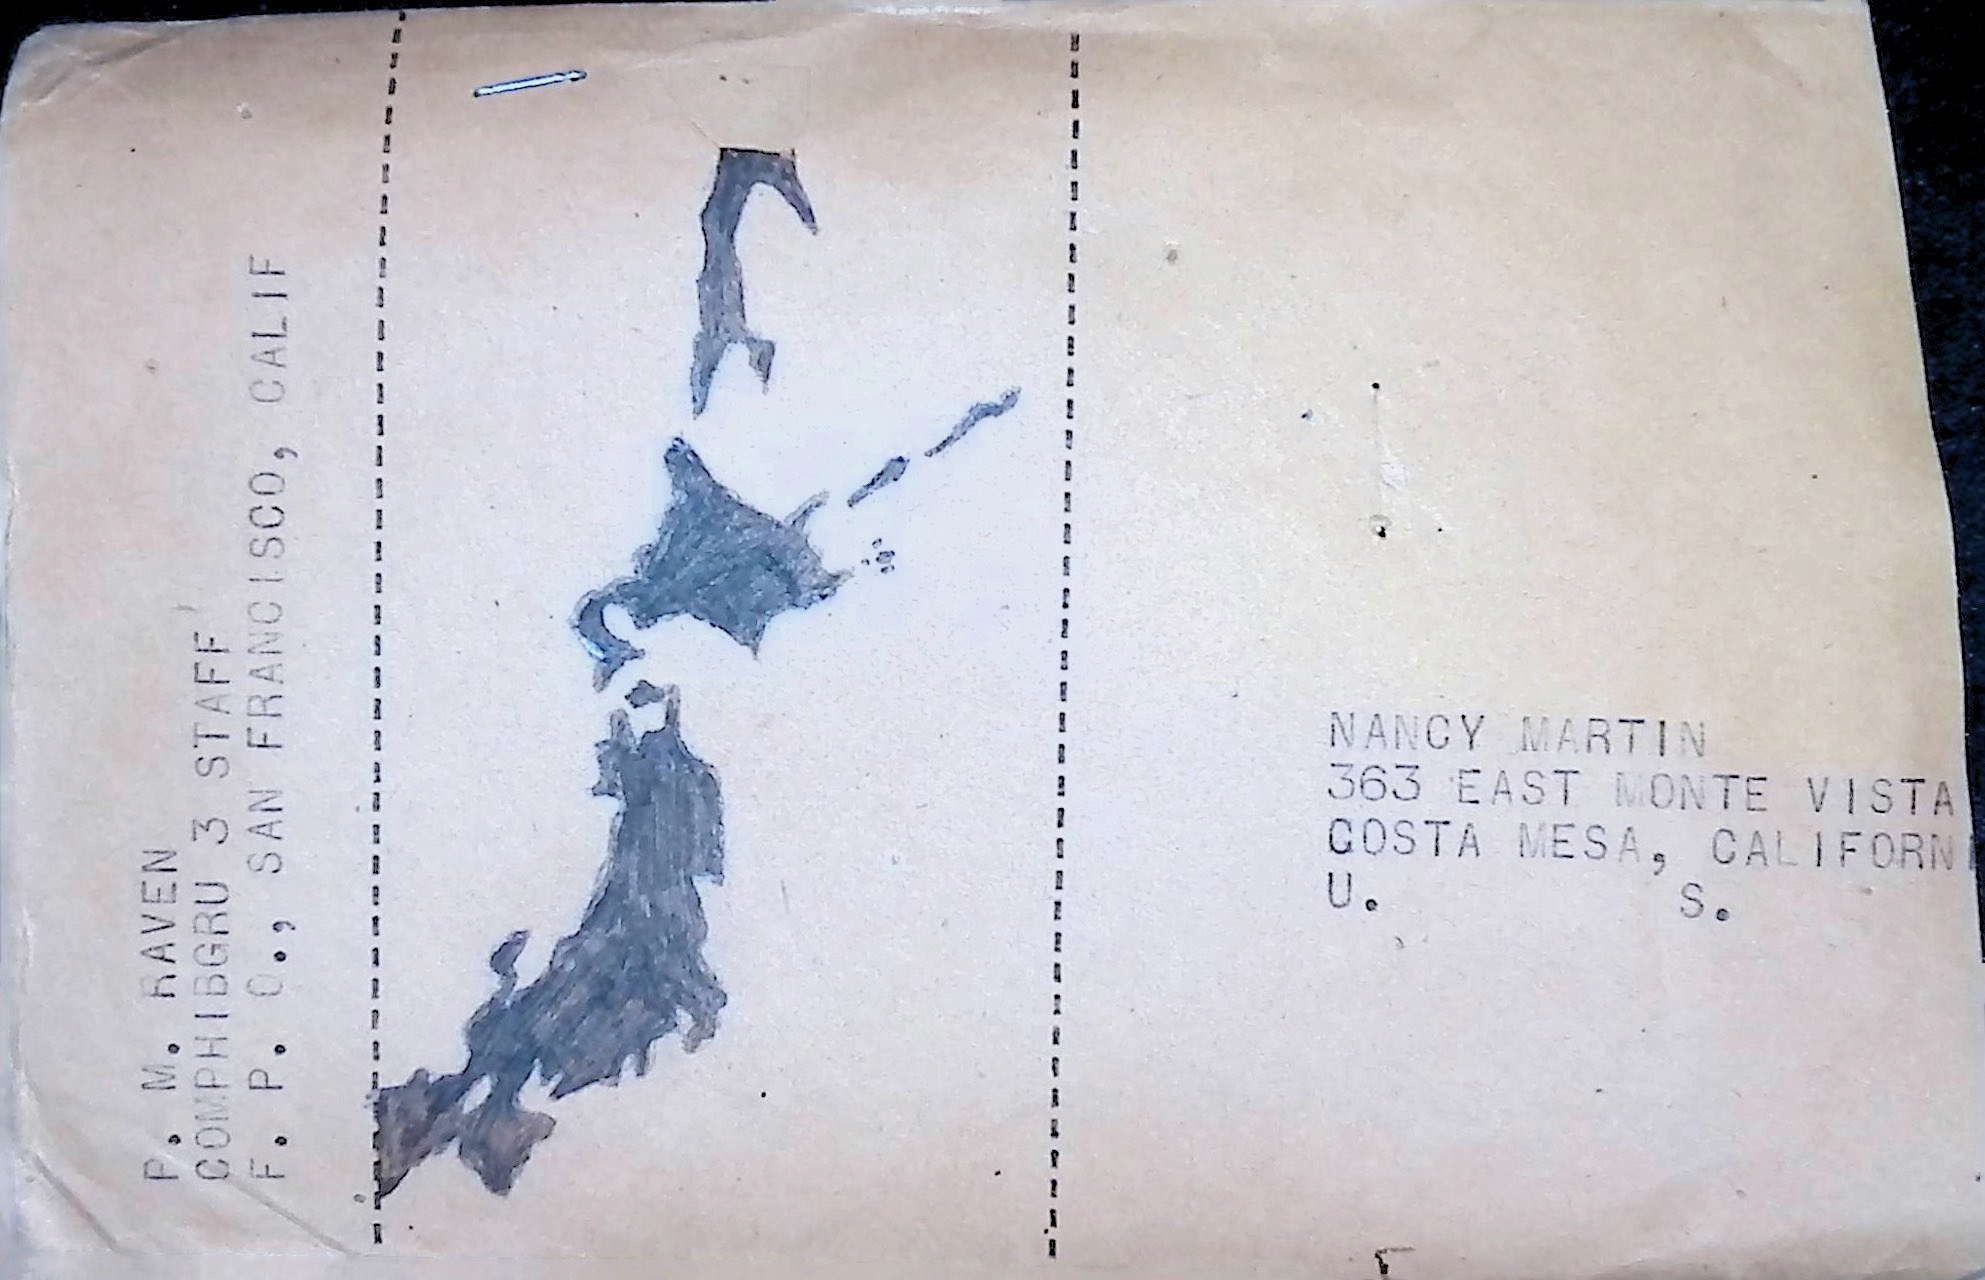 P. M. RAVEN
COMPHIBGRU 3 STAFF
F. P. O., SAN FRANCISCO, CALIF
NANCY MARTIN
363 EAST MONTE VISTA
COSTA MESA, CALIFORN
U. S.